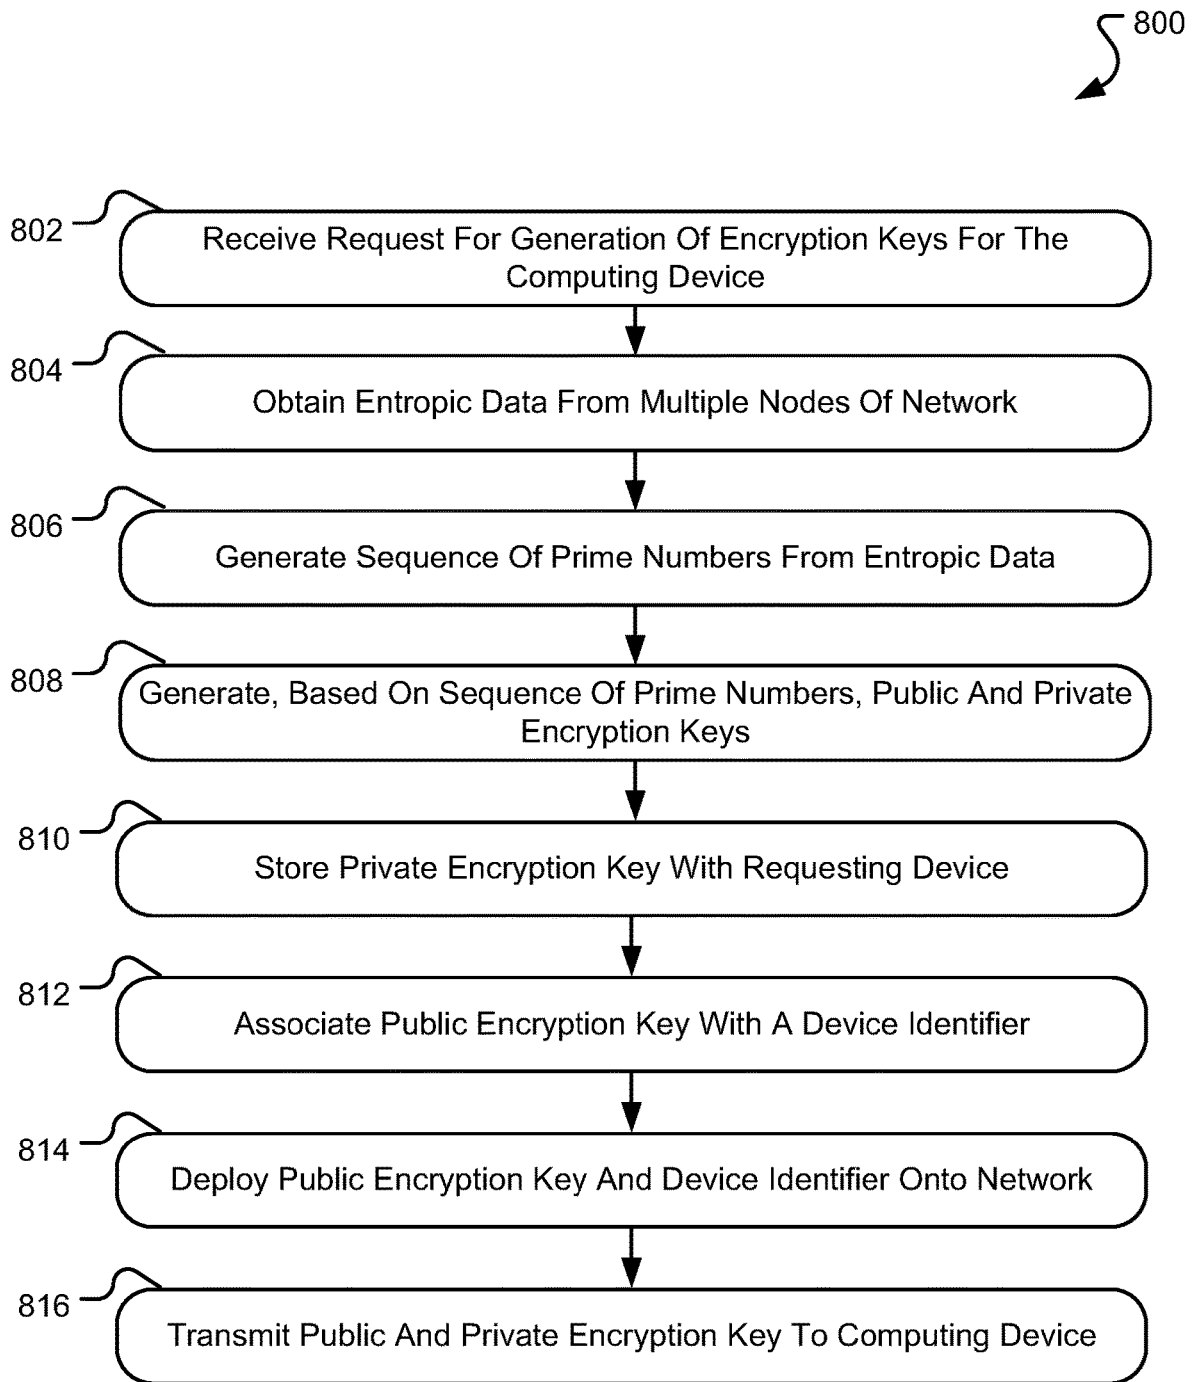 800
802
Receive Request For Generation Of Encryption Keys For The
Computing Device
804
Obtain Entropic Data From Multiple Nodes Of Network
806
Generate Sequence Of Prime Numbers From Entropic Data
808
Generate, Based On Sequence Of Prime Numbers, Public And Private
Encryption Keys
810
Store Private Encryption Key With Requesting Device
812
Associate Public Encryption Key With A Device Identifier
814
Deploy Public Encryption Key And Device Identifier Onto Network
816
Transmit Public And Private Encryption Key To Computing Device